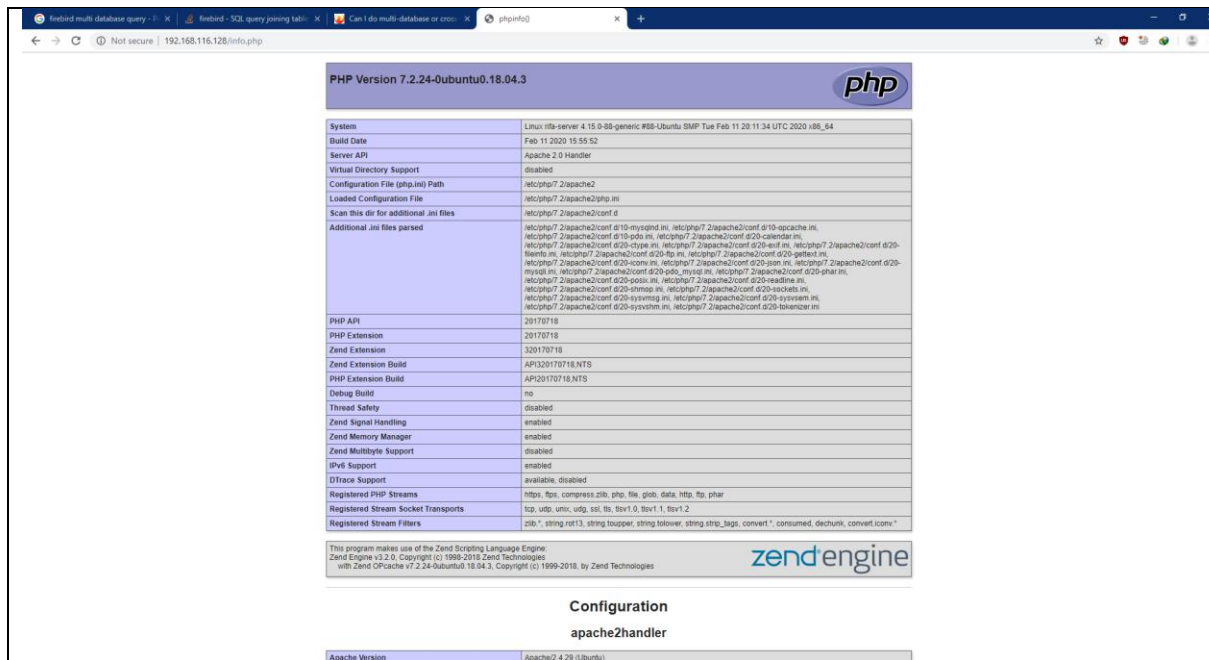 firebird multi database query - Fi
firebird - SQL query joining table
Can I do multi-database or cross
phpinfo()
Not secure | 192.168.116.128/info.php
PHP Version 7.2.24-0ubuntu0.18.04.3
php
System Linux rifa-server 4.15.0-88-generic #88-Ubuntu SMP Tue Feb 11 20:11:34 UTC 2020 x86_64
Build Date Feb 11 2020 15:55:52
Server API Apache 2.0 Handler
Virtual Directory Support disabled
Configuration File (php.ini) Path /etc/php/7.2/apache2
Loaded Configuration File /etc/php/7.2/apache2/php.ini
Scan this dir for additional .ini files /etc/php/7.2/apache2/conf.d
Additional .ini files parsed /etc/php/7.2/apache2/conf.d/10-mysqlnd.ini, /etc/php/7.2/apache2/conf.d/10-opcache.ini,
/etc/php/7.2/apache2/conf.d/10-pdo.ini, /etc/php/7.2/apache2/conf.d/20-calendar.ini,
/etc/php/7.2/apache2/conf.d/20-ctype.ini, /etc/php/7.2/apache2/conf.d/20-exif.ini, /etc/php/7.2/apache2/conf.d/20-
fileinfo.ini, /etc/php/7.2/apache2/conf.d/20-ftp.ini, /etc/php/7.2/apache2/conf.d/20-gettext.ini,
/etc/php/7.2/apache2/conf.d/20-iconv.ini, /etc/php/7.2/apache2/conf.d/20-json.ini, /etc/php/7.2/apache2/conf.d/20-
mysqli.ini, /etc/php/7.2/apache2/conf.d/20-pdo_mysql.ini, /etc/php/7.2/apache2/conf.d/20-phar.ini,
/etc/php/7.2/apache2/conf.d/20-posix.ini, /etc/php/7.2/apache2/conf.d/20-readline.ini,
/etc/php/7.2/apache2/conf.d/20-shmop.ini, /etc/php/7.2/apache2/conf.d/20-sockets.ini,
/etc/php/7.2/apache2/conf.d/20-sysvmsg.ini, /etc/php/7.2/apache2/conf.d/20-sysvsem.ini,
/etc/php/7.2/apache2/conf.d/20-sysvshm.ini, /etc/php/7.2/apache2/conf.d/20-tokenizer.ini
PHP API 20170718
PHP Extension 20170718
Zend Extension 320170718
Zend Extension Build API320170718,NTS
PHP Extension Build API20170718,NTS
Debug Build no
Thread Safety disabled
Zend Signal Handling enabled
Zend Memory Manager enabled
Zend Multibyte Support disabled
IPv6 Support enabled
DTrace Support available, disabled
Registered PHP Streams https, ftps, compress.zlib, php, file, glob, data, http, ftp, phar
Registered Stream Socket Transports tcp, udp, unix, udg, ssl, tls, tlsv1.0, tlsv1.1, tlsv1.2
Registered Stream Filters zlib.*, string.rot13, string.toupper, string.tolower, string.strip_tags, convert.*, consumed, dechunk, convert.iconv.*
This program makes use of the Zend Scripting Language Engine:
Zend Engine v3.2.0, Copyright (c) 1998-2018 Zend Technologies
with Zend OPcache v7.2.24-0ubuntu0.18.04.3, Copyright (c) 1999-2018, by Zend Technologies
zend engine
Configuration
apache2handler
Apache Version Apache/2.4.29 (Ubuntu)